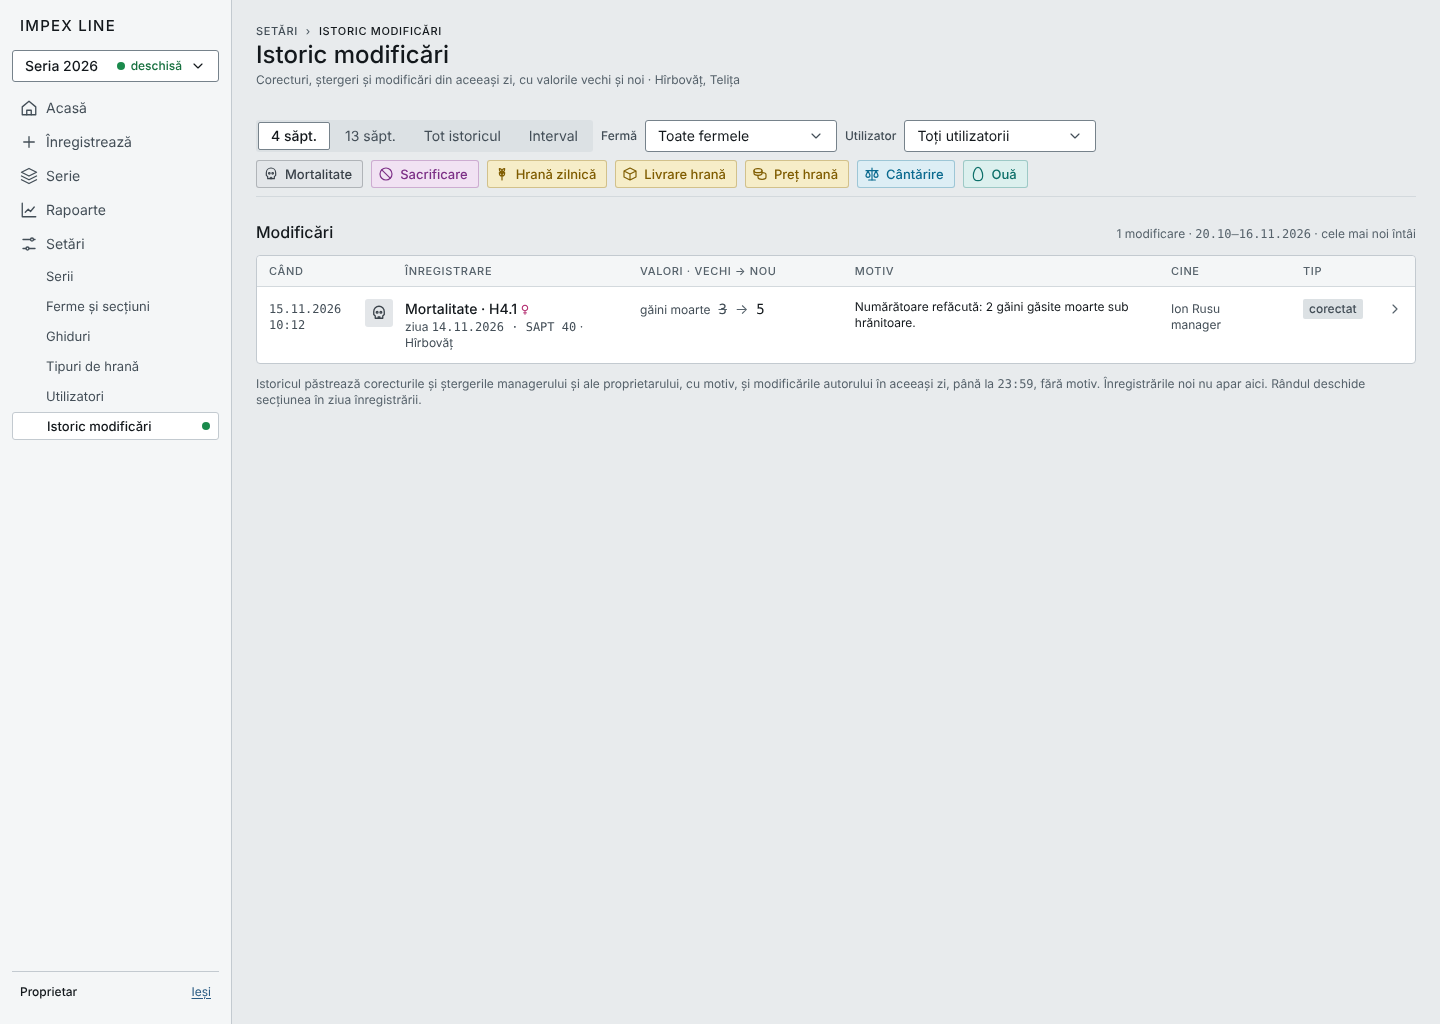 IMPEX LINE
Seria 2026 deschisă
Acasă
Înregistrează
Serie
Rapoarte
Setări
Serii
Ferme și secțiuni
Ghiduri
Tipuri de hrană
Utilizatori
Istoric modificări
Proprietar Ieși
SETĂRI › ISTORIC MODIFICĂRI
Istoric modificări
Corecturi, ștergeri și modificări din aceeași zi, cu valorile vechi și noi · Hîrbovăț, Telița
4 săpt. 13 săpt. Tot istoricul Interval Fermă Toate fermele Utilizator Toți utilizatorii
Mortalitate Sacrificare Hrană zilnică Livrare hrană Preț hrană Cântărire Ouă
Modificări 1 modificare · 20.10–16.11.2026 · cele mai noi întâi
CÂND ÎNREGISTRARE VALORI · VECHI → NOU MOTIV CINE TIP
15.11.2026 Mortalitate · H4.1 ♀ găini moarte 3 → 5 Numărătoare refăcută: 2 găini găsite moarte sub Ion Rusu corectat
10:12 ziua 14.11.2026 · SAPT 40 · hrănitoare. manager
Hîrbovăț
Istoricul păstrează corecturile și ștergerile managerului și ale proprietarului, cu motiv, și modificările autorului în aceeași zi, până la 23:59, fără motiv. Înregistrările noi nu apar aici. Rândul deschide
secțiunea în ziua înregistrării.